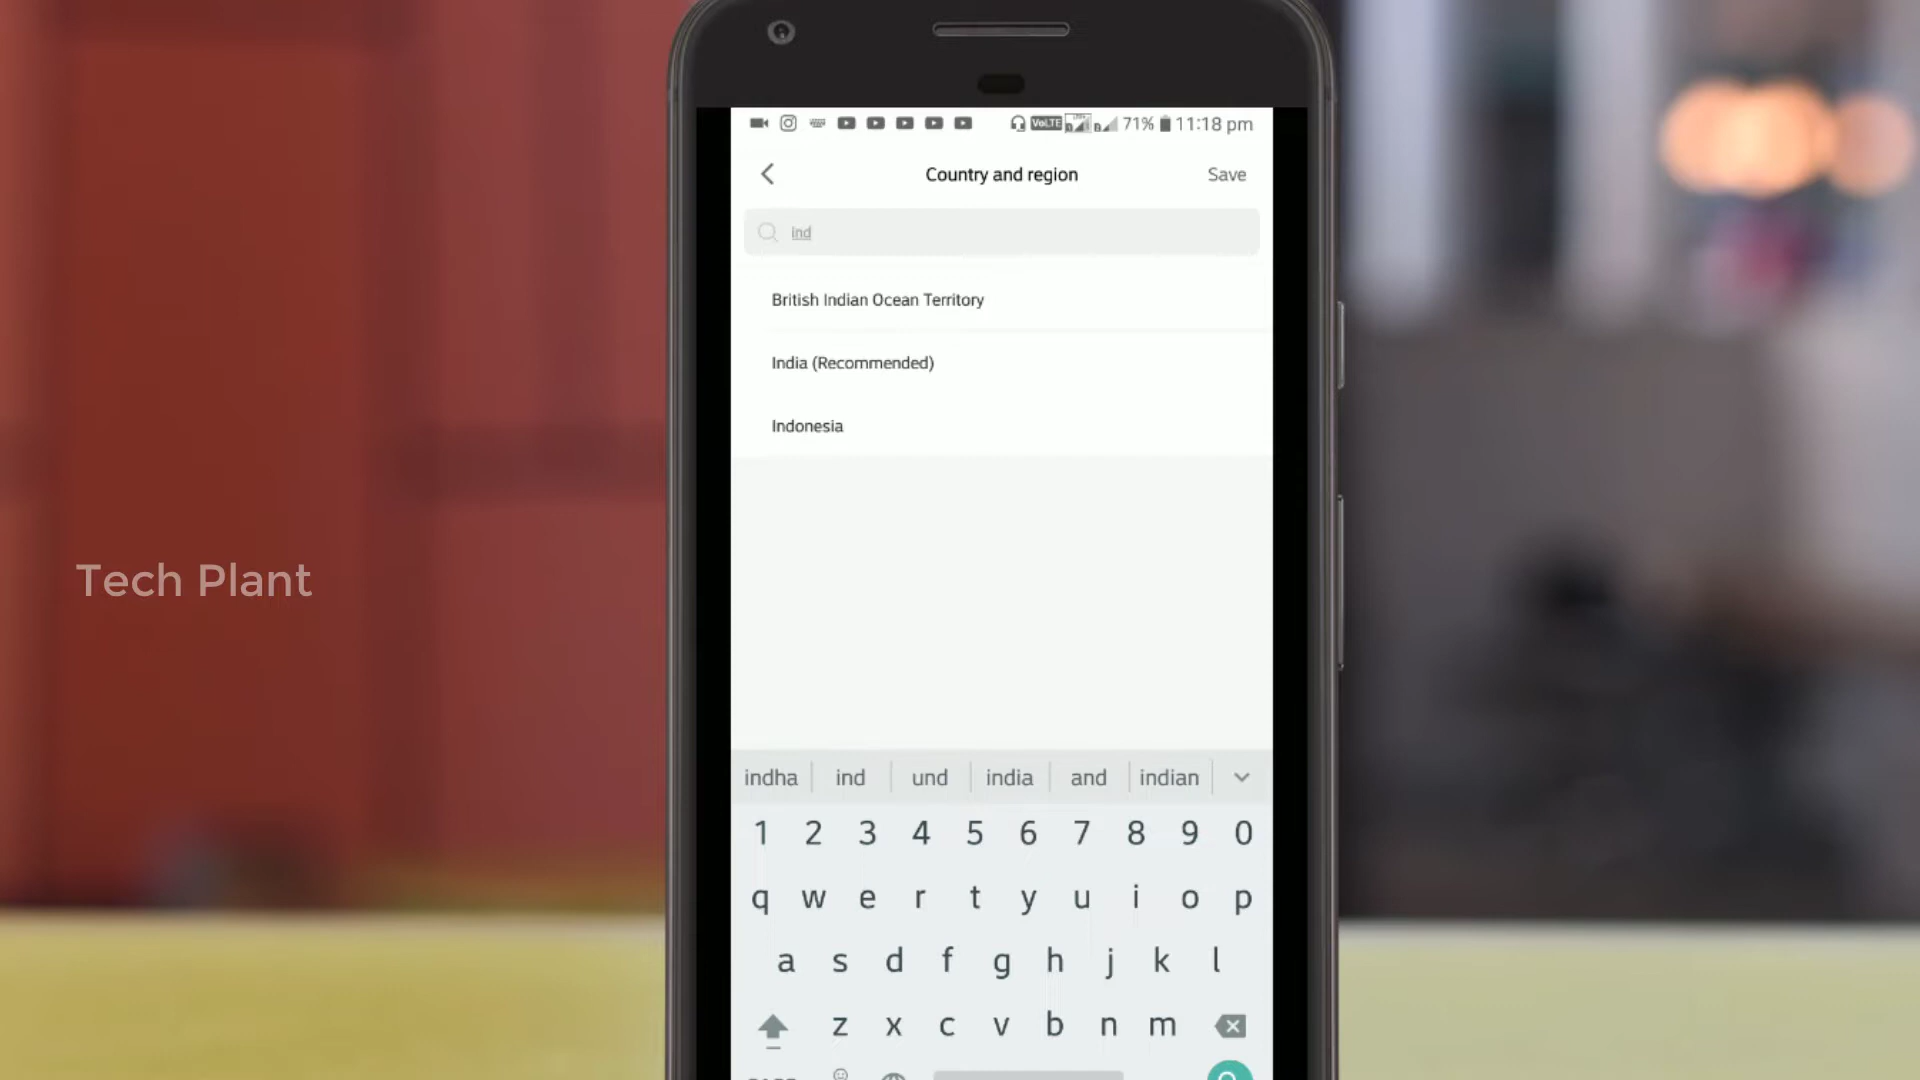 VoLTE 71% 11:18 pm
Country and region Save
ind
British Indian Ocean Territory
India (Recommended)
Indonesia
Tech Plant
indha ind und india and indian
1 2 3 4 5 6 7 8 9 0
q w e r t y u i o p
a s d f g h j k l
z x c v b n m